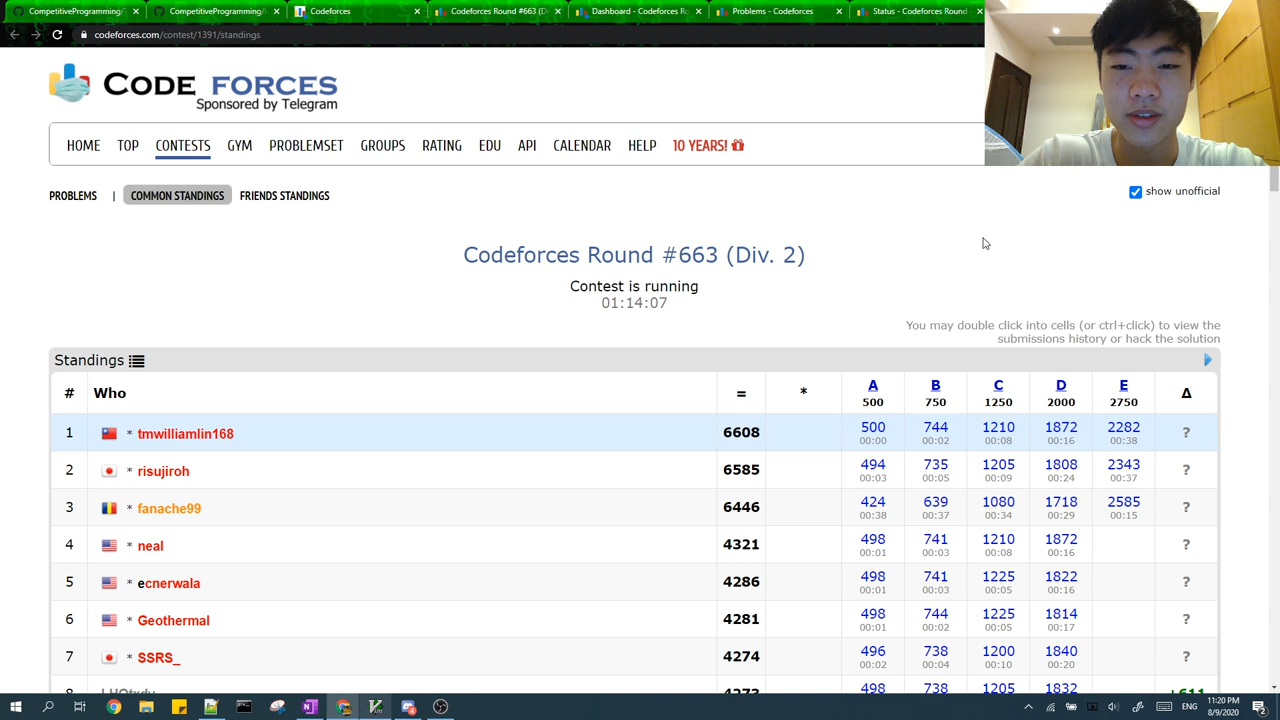 CompetitiveProgramming/
CompetitiveProgramming/
Codeforces
Codeforces Round #663 (Di
Dashboard - Codeforces Ro
Problems - Codeforces
Status - Codeforces Round
codeforces.com/contest/1391/standings
CODE FORCES
Sponsored by Telegram
HOME TOP CONTESTS GYM PROBLEMSET GROUPS RATING EDU API CALENDAR HELP 10 YEARS!
PROBLEMS | COMMON STANDINGS FRIENDS STANDINGS
show unofficial
Codeforces Round #663 (Div. 2)
Contest is running
01:14:07
You may double click into cells (or ctrl+click) to view the
submissions history or hack the solution
Standings
# Who = * A B C D E Δ
500 750 1250 2000 2750
1 * tmwilliamlin168 6608 500 744 1210 1872 2282 ?
00:00 00:02 00:08 00:16 00:38
2 * risujiroh 6585 494 735 1205 1808 2343 ?
00:03 00:05 00:09 00:24 00:37
3 * fanache99 6446 424 639 1080 1718 2585 ?
00:38 00:37 00:34 00:29 00:15
4 * neal 4321 498 741 1210 1872 ?
00:01 00:03 00:08 00:16
5 * ecnerwala 4286 498 741 1225 1822 ?
00:01 00:03 00:05 00:16
6 * Geothermal 4281 498 744 1225 1814 ?
00:01 00:02 00:05 00:17
7 * SSRS_ 4274 496 738 1200 1840 ?
00:02 00:04 00:10 00:20
8 4273 498 738 1205 1832 +611
ENG
11:20 PM
8/9/2020
2